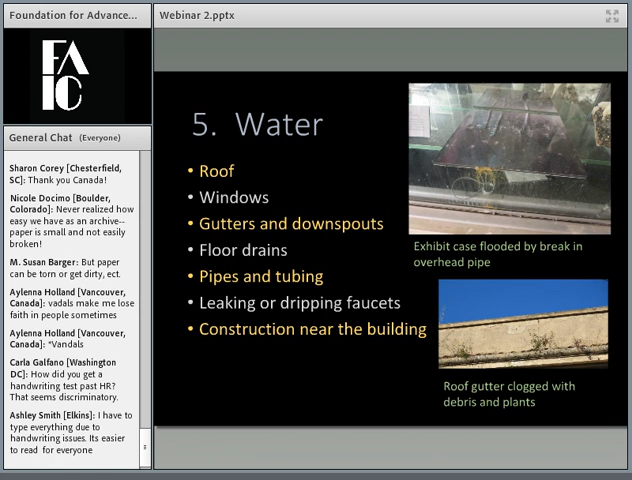 Foundation for Advance...
FA
IC
General Chat (Everyone)
Sharon Corey [Chesterfield,
SC]: Thank you Canada!
Nicole Docimo [Boulder,
Colorado]: Never realized how
easy we have as an archive--
paper is small and not easily
broken!
M. Susan Barger: But paper
can be torn or get dirty, ect.
Aylenna Holland [Vancouver,
Canada]: vadals make me lose
faith in people sometimes
Aylenna Holland [Vancouver,
Canada]: *Vandals
Carla Galfano [Washington
DC]: How did you get a
handwriting test past HR?
That seems discriminatory.
Ashley Smith [Elkins]: I have to
type everything due to
handwriting issues. Its easier
to read for everyone
Webinar 2.pptx
5. Water
• Roof
• Windows
• Gutters and downspouts
• Floor drains
• Pipes and tubing
• Leaking or dripping faucets
• Construction near the building
Exhibit case flooded by break in
overhead pipe
Roof gutter clogged with
debris and plants